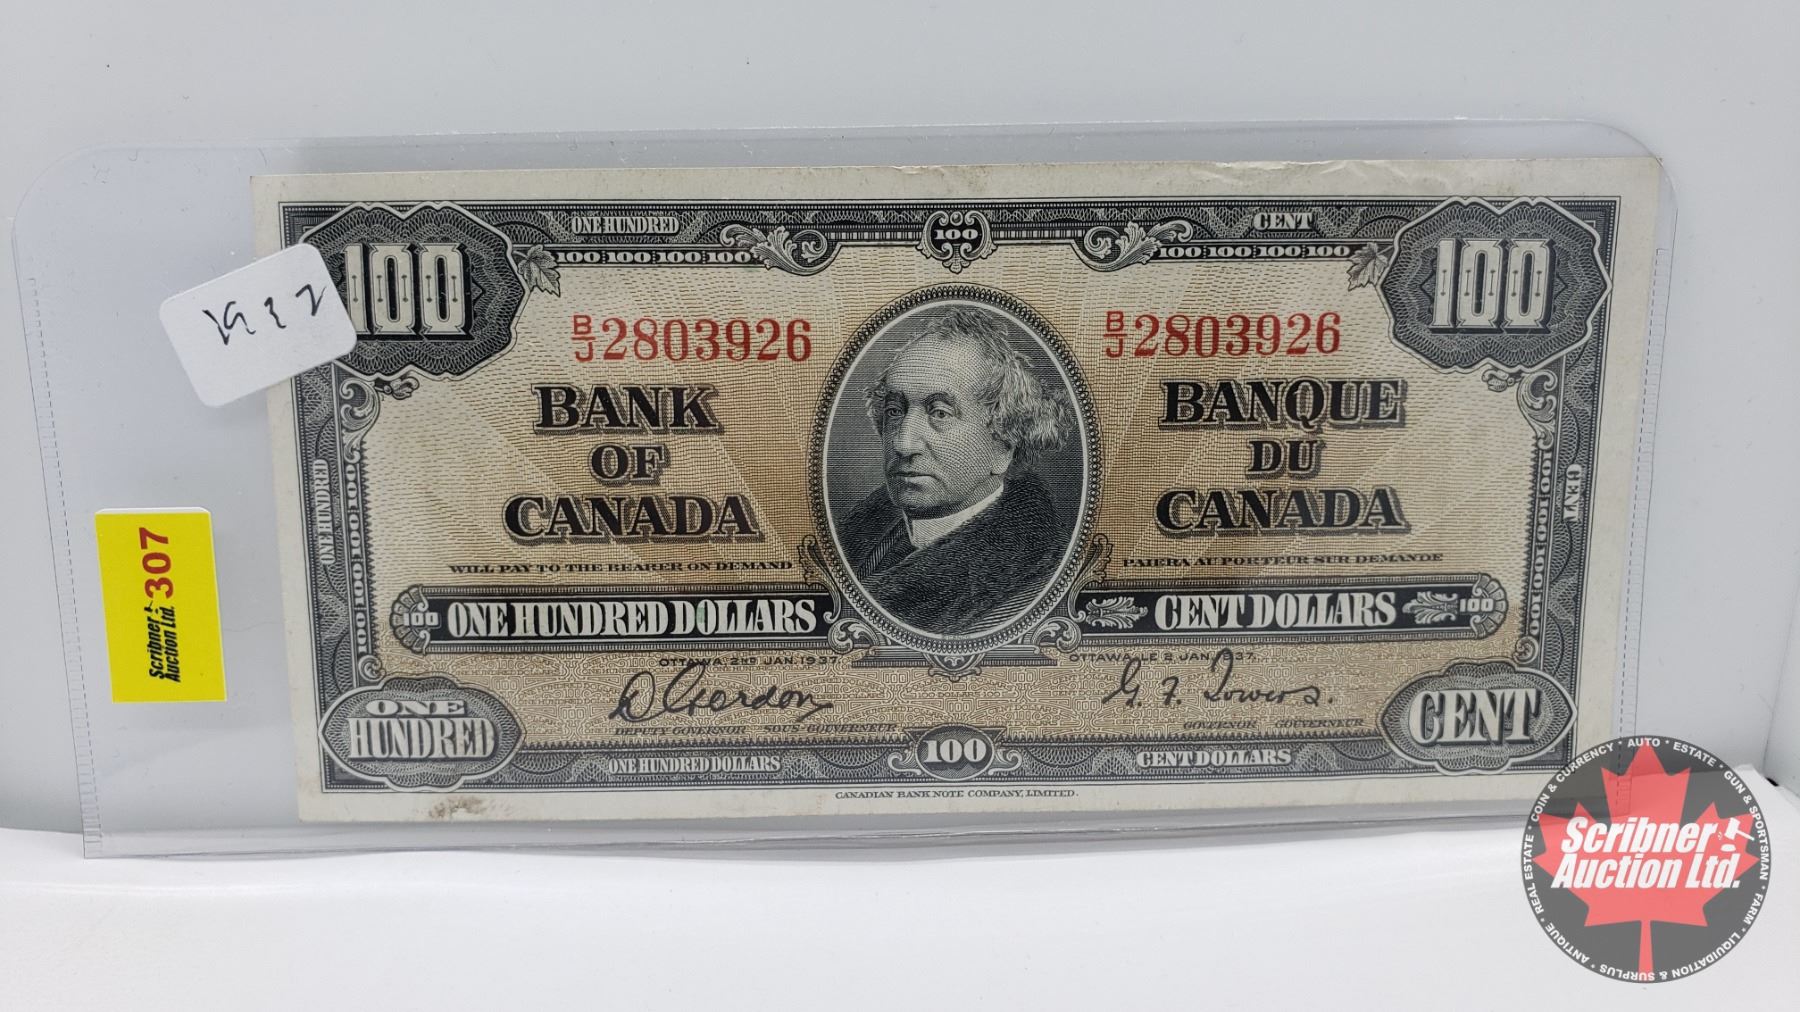 ONE HUNDRED
100
CENT
100
100 100 100 100
100 100 100 100
100
1937
B/J 2803926
B/J 2803926
BANK
OF
CANADA
BANQUE
DU
CANADA
ONE HUNDRED
CENT
WILL PAY TO THE BEARER ON DEMAND
PAIERA AU PORTEUR SUR DEMANDE
100 ONE HUNDRED DOLLARS
CENT DOLLARS 100
OTTAWA, 2ND JAN. 1937.
OTTAWA, LE 2 JAN. 1937.
D Gordon
G. F. Towers.
DEPUTY GOVERNOR SOUS-GOUVERNEUR
GOVERNOR GOUVERNEUR
ONE
HUNDRED
CENT
ONE HUNDRED DOLLARS
100
CENT DOLLARS
CANADIAN BANK NOTE COMPANY, LIMITED.
Scribner
Auction Ltd.
307
Scribner
Auction Ltd.
REAL ESTATE * COIN & CURRENCY * AUTO * ESTATE * GUN & SPORTSMAN * FARM * LIQUIDATION & SURPLUS * ANTIQUE *